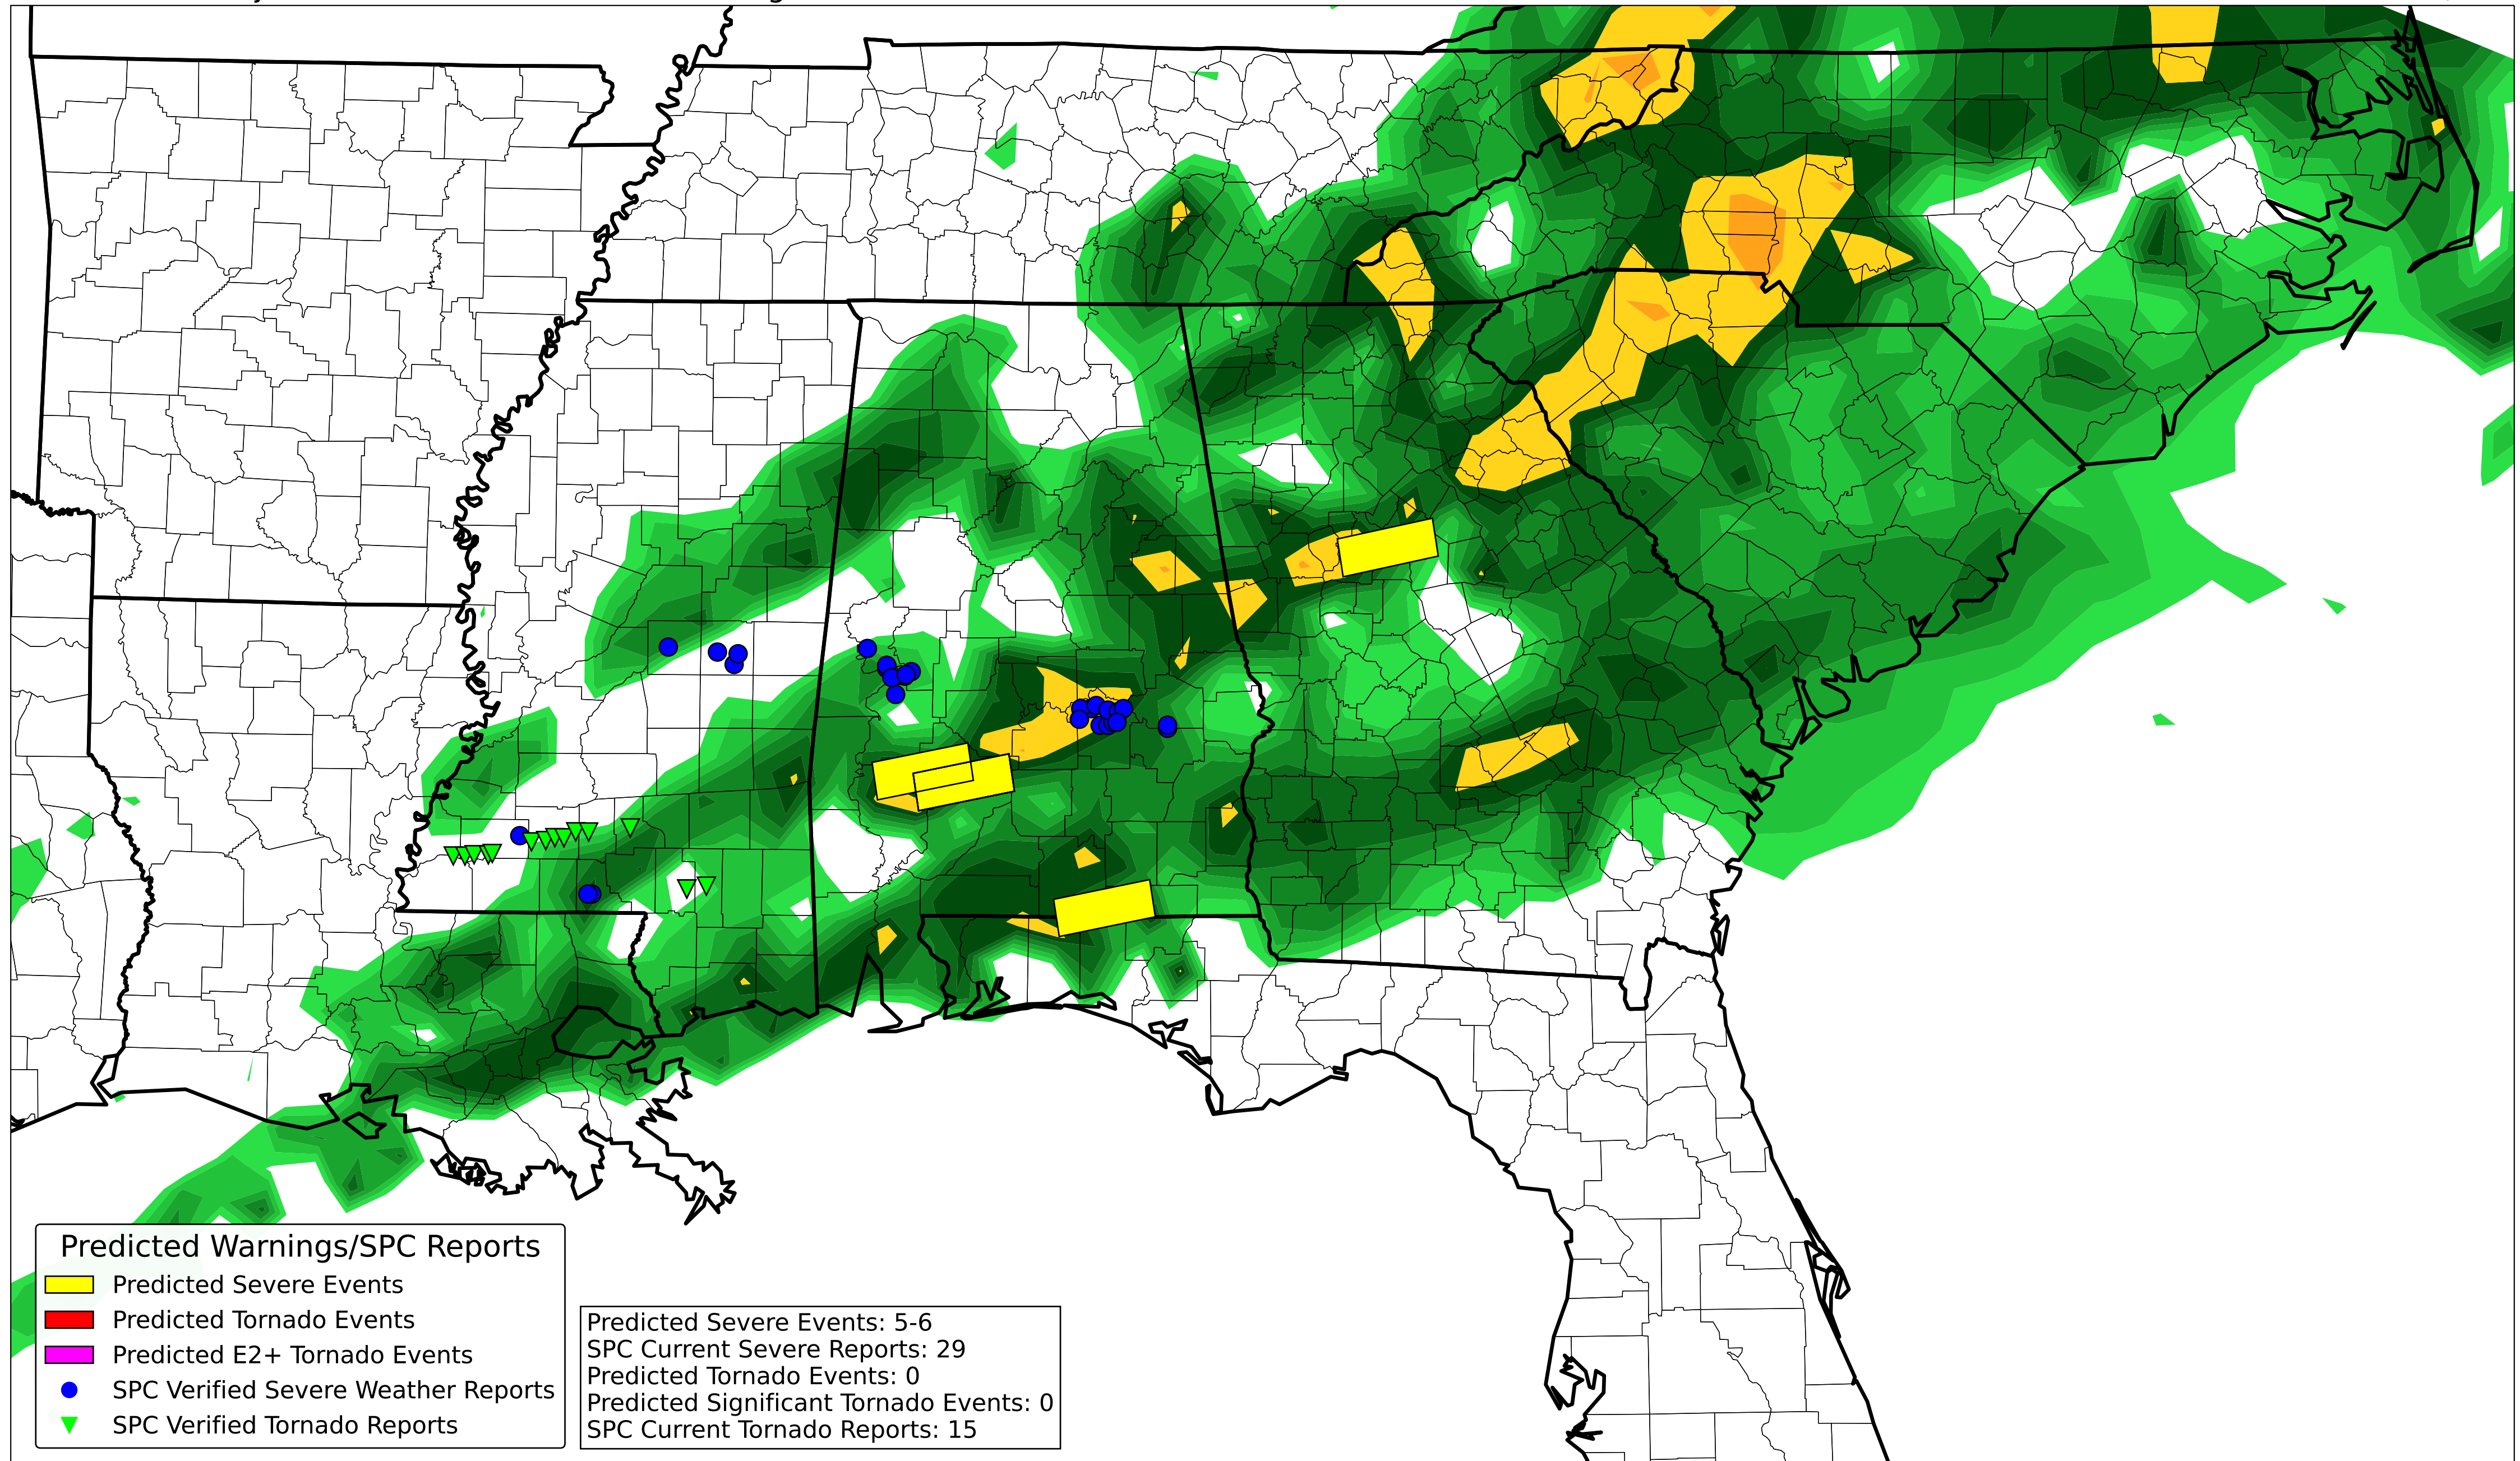 Predicted Warnings/SPC Reports
Predicted Severe Events
Predicted Tornado Events
Predicted E2+ Tornado Events
SPC Verified Severe Weather Reports
SPC Verified Tornado Reports
Predicted Severe Events: 5-6
SPC Current Severe Reports: 29
Predicted Tornado Events: 0
Predicted Significant Tornado Events: 0
SPC Current Tornado Reports: 15